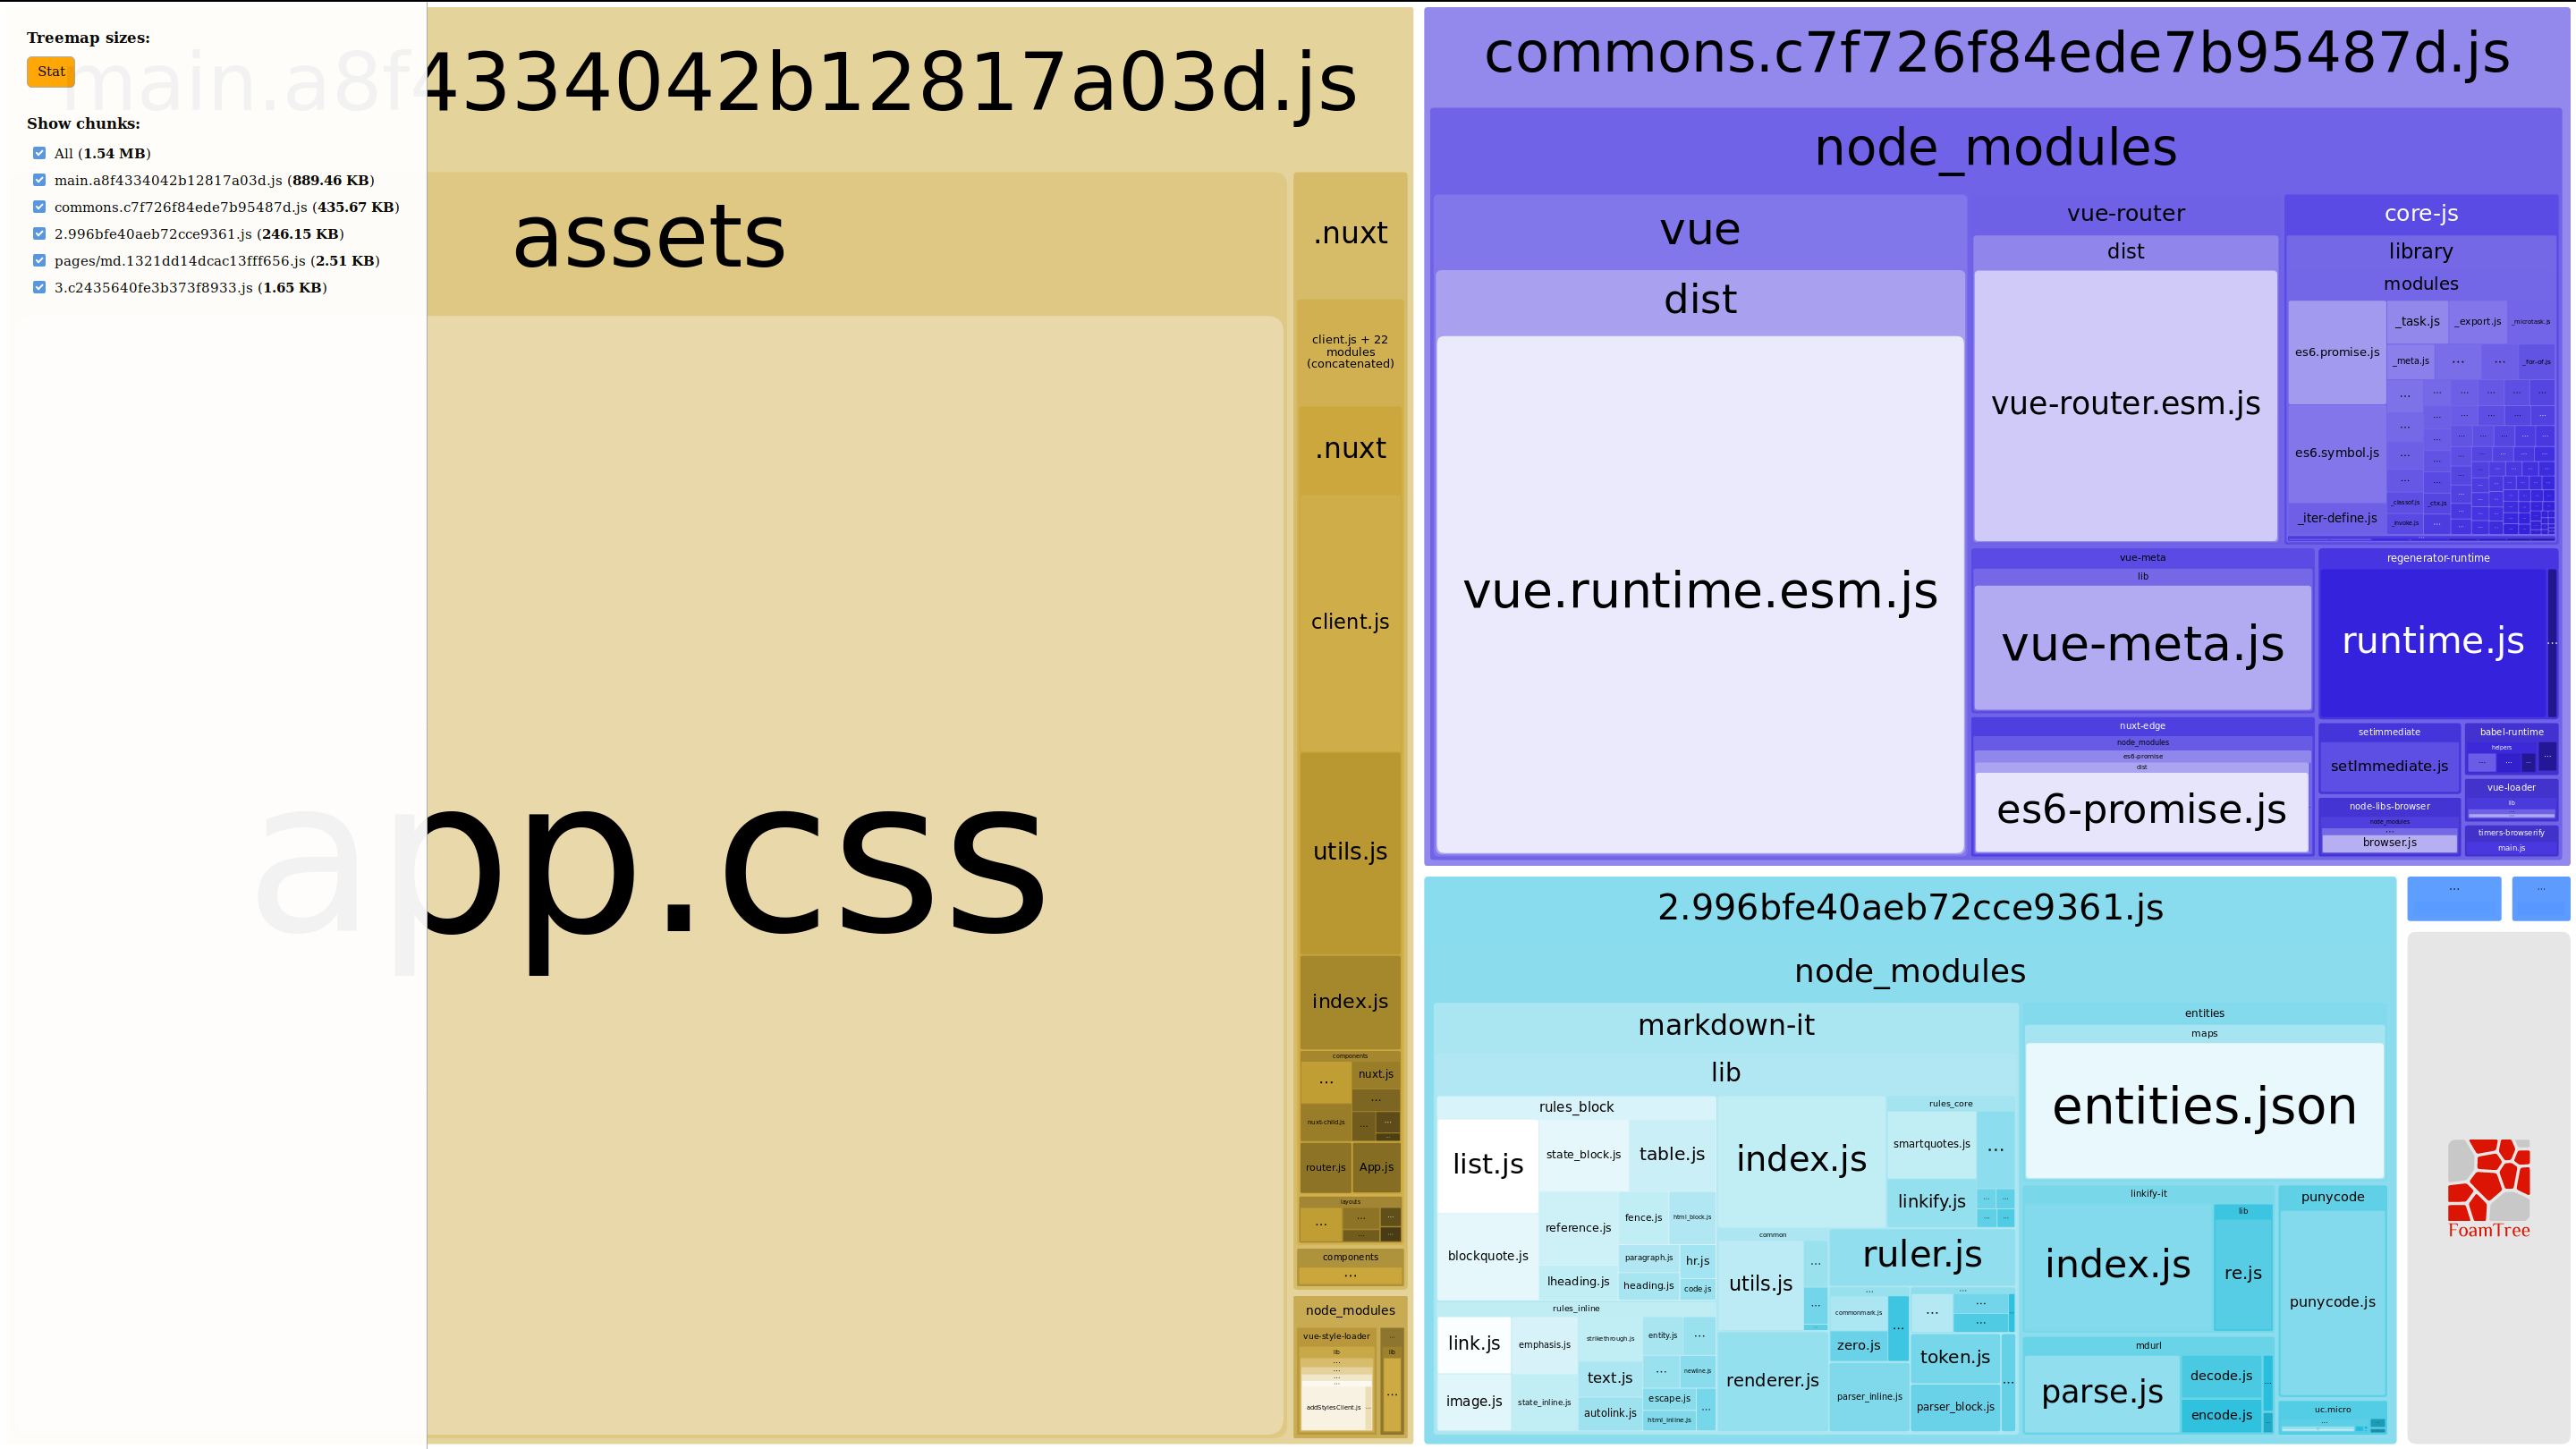 Treemap sizes:
Stat
Show chunks:
All (1.54 MB)
main.a8f4334042b12817a03d.js (889.46 KB)
commons.c7f726f84ede7b95487d.js (435.67 KB)
2.996bfe40aeb72cce9361.js (246.15 KB)
pages/md.1321dd14dcac13fff656.js (2.51 KB)
3.c2435640fe3b373f8933.js (1.65 KB)
main.a8f4334042b12817a03d.js
assets
app.css
.nuxt
client.js + 22
modules
(concatenated)
.nuxt
client.js
utils.js
index.js
components
...
nuxt.js
...
nuxt-child.js
router.js
App.js
layouts
...
components
...
node_modules
vue-style-loader
lib
...
addStylesClient.js
lib
...
commons.c7f726f84ede7b95487d.js
node_modules
vue
dist
vue.runtime.esm.js
vue-router
dist
vue-router.esm.js
core-js
library
modules
es6.promise.js
_task.js
_export.js
_microtask.js
_meta.js
...
...
_for-of.js
es6.symbol.js
_classof.js
_ctx.js
_iter-define.js
_invoke.js
vue-meta
lib
vue-meta.js
regenerator-runtime
runtime.js
...
nuxt-edge
node_modules
es6-promise
dist
es6-promise.js
setimmediate
setImmediate.js
babel-runtime
helpers
...
node-libs-browser
node_modules
...
browser.js
vue-loader
lib
...
timers-browserify
main.js
2.996bfe40aeb72cce9361.js
node_modules
markdown-it
lib
rules_block
list.js
state_block.js
table.js
blockquote.js
reference.js
fence.js
html_block.js
paragraph.js
hr.js
lheading.js
heading.js
code.js
rules_inline
link.js
emphasis.js
strikethrough.js
entity.js
...
image.js
state_inline.js
text.js
...
newline.js
autolink.js
escape.js
html_inline.js
...
index.js
rules_core
smartquotes.js
...
linkify.js
common
utils.js
...
ruler.js
renderer.js
...
commonmark.js
...
zero.js
parser_inline.js
...
token.js
parser_block.js
...
entities
maps
entities.json
linkify-it
index.js
lib
re.js
punycode
punycode.js
mdurl
parse.js
decode.js
encode.js
uc.micro
...
...
...
FoamTree